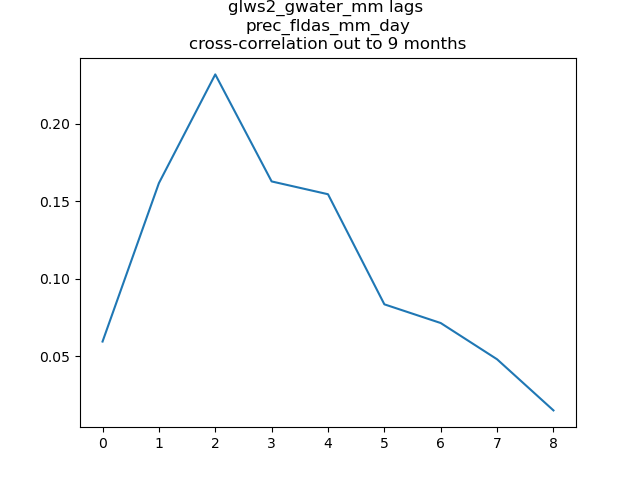 glws2_gwater_mm lags
prec_fldas_mm_day
cross-correlation out to 9 months
0.20
0.15
0.10
0.05
0 1 2 3 4 5 6 7 8